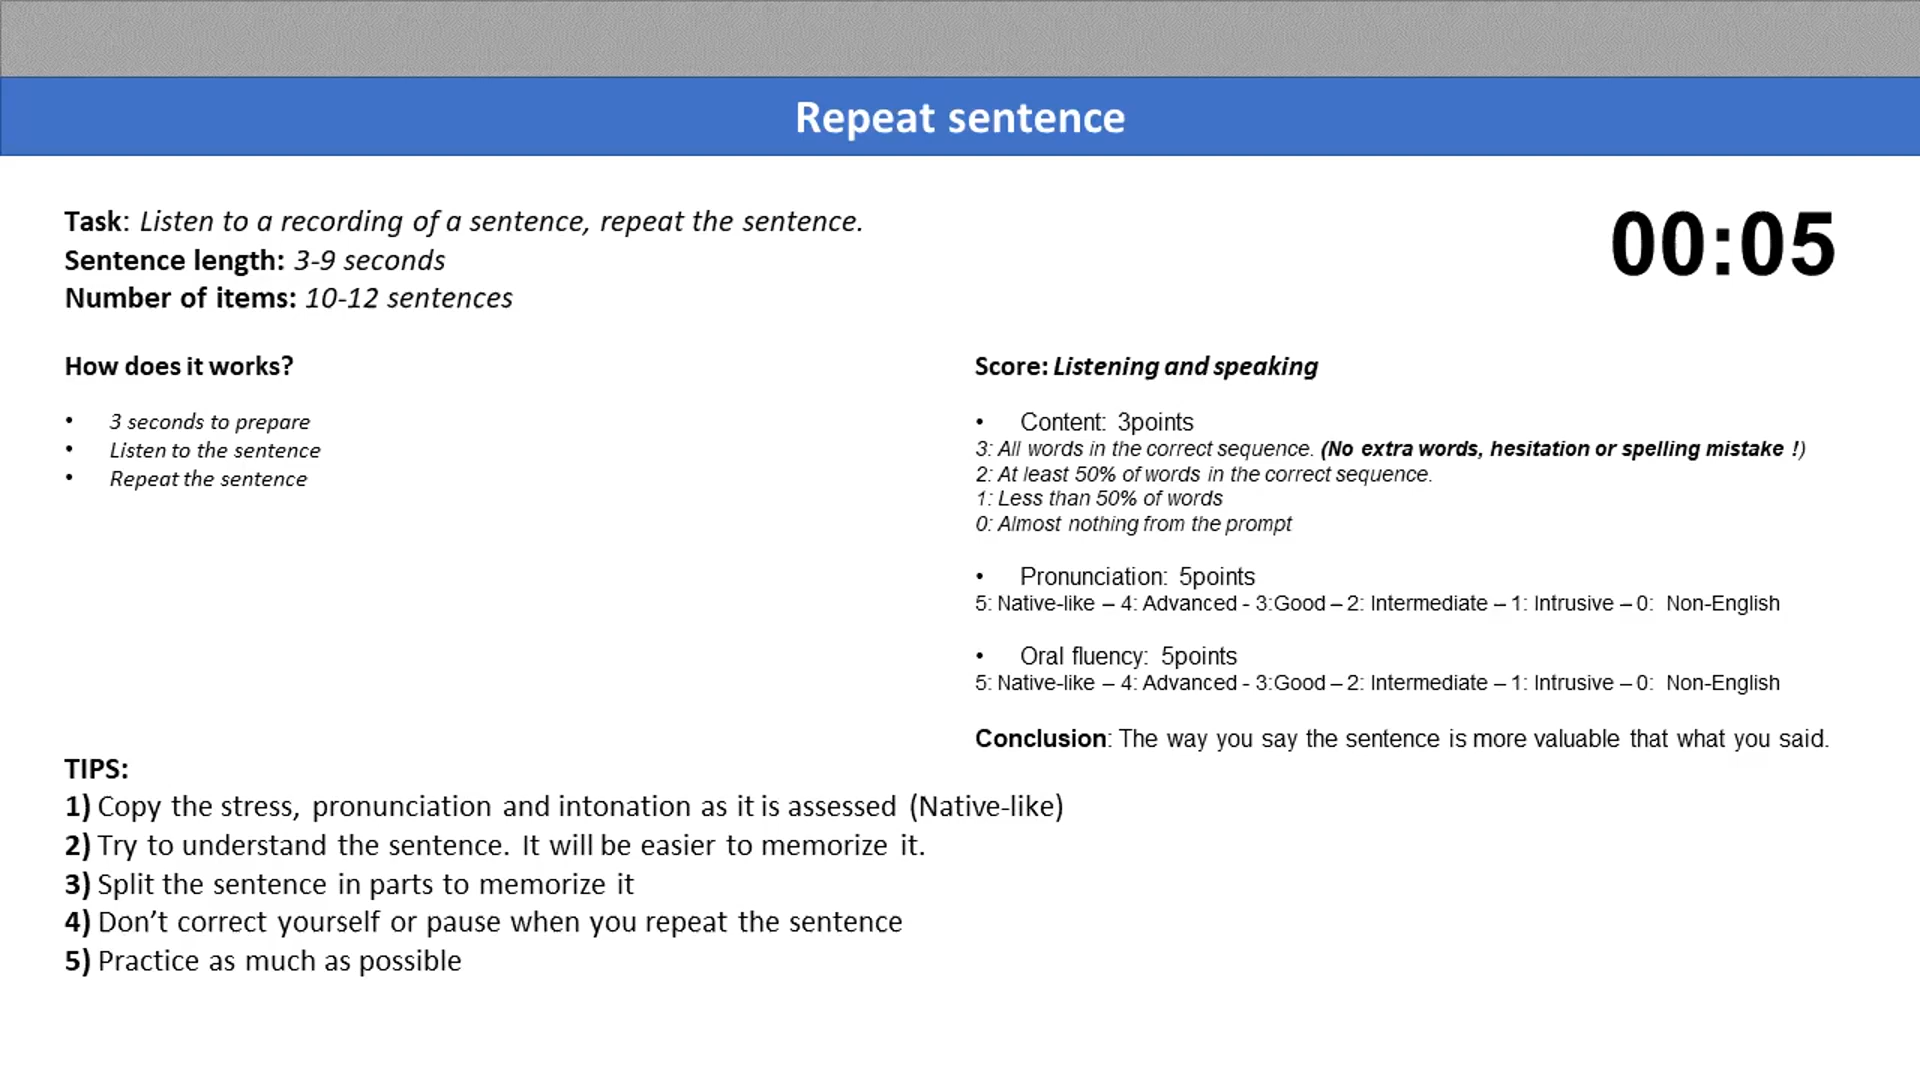 Repeat sentence
00:05
Task: Listen to a recording of a sentence, repeat the sentence.
Sentence length: 3-9 seconds
Number of items: 10-12 sentences
How does it works?
• 3 seconds to prepare
• Listen to the sentence
• Repeat the sentence
Score: Listening and speaking
• Content: 3points
3: All words in the correct sequence. (No extra words, hesitation or spelling mistake !)
2: At least 50% of words in the correct sequence.
1: Less than 50% of words
0: Almost nothing from the prompt
• Pronunciation: 5points
5: Native-like – 4: Advanced - 3:Good – 2: Intermediate – 1: Intrusive – 0: Non-English
• Oral fluency: 5points
5: Native-like – 4: Advanced - 3:Good – 2: Intermediate – 1: Intrusive – 0: Non-English
Conclusion: The way you say the sentence is more valuable that what you said.
TIPS:
1) Copy the stress, pronunciation and intonation as it is assessed (Native-like)
2) Try to understand the sentence. It will be easier to memorize it.
3) Split the sentence in parts to memorize it
4) Don’t correct yourself or pause when you repeat the sentence
5) Practice as much as possible